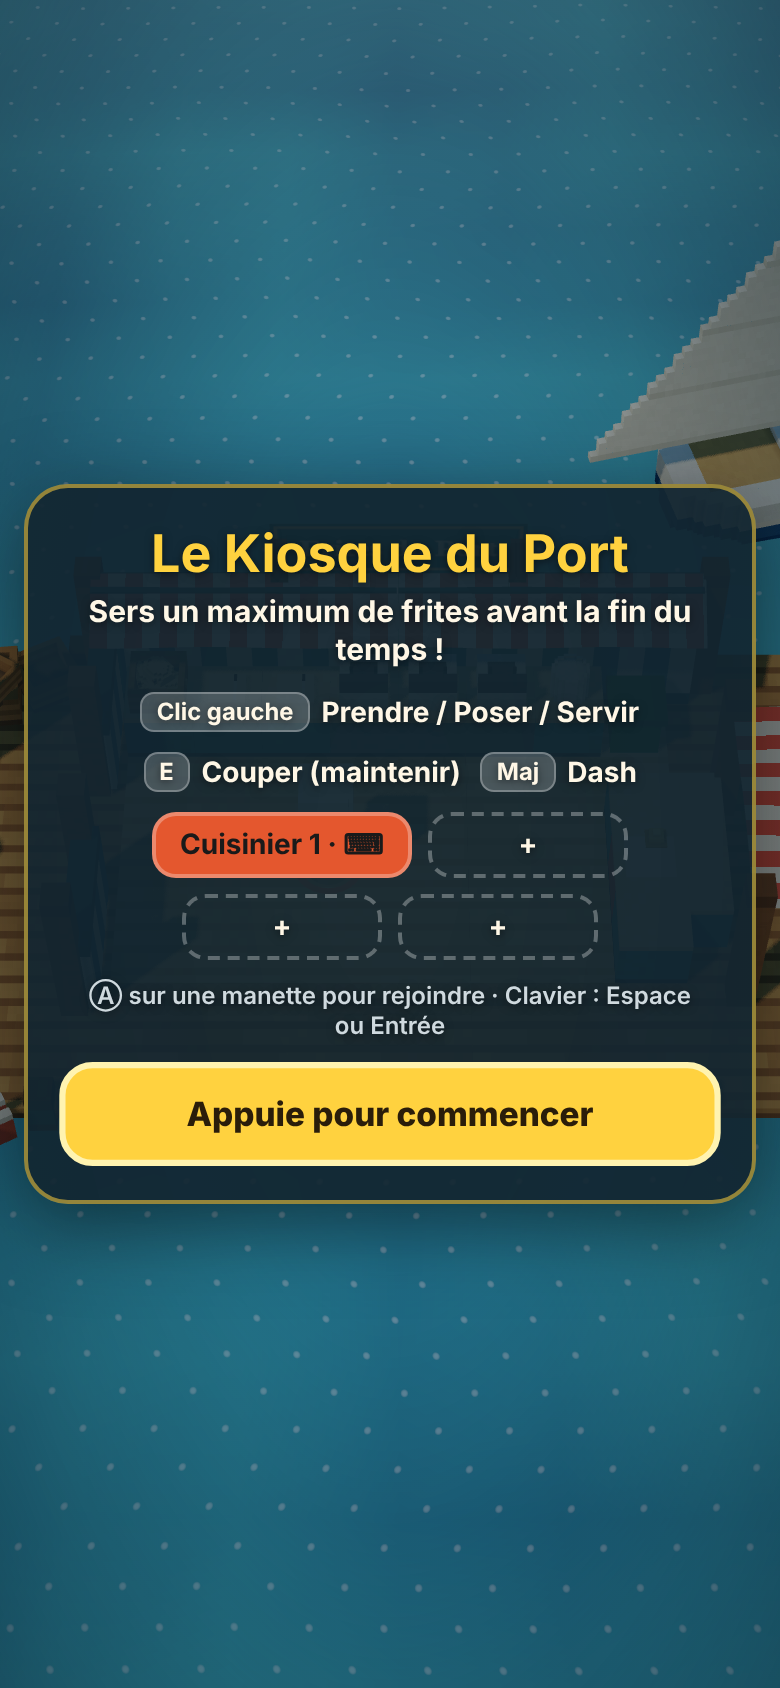 Le Kiosque du Port
Sers un maximum de frites avant la fin du
temps !
Clic gauche Prendre / Poser / Servir
E Couper (maintenir) Maj Dash
Cuisinier 1 · ⌨ +
+ +
Ⓐ sur une manette pour rejoindre · Clavier : Espace
ou Entrée
Appuie pour commencer